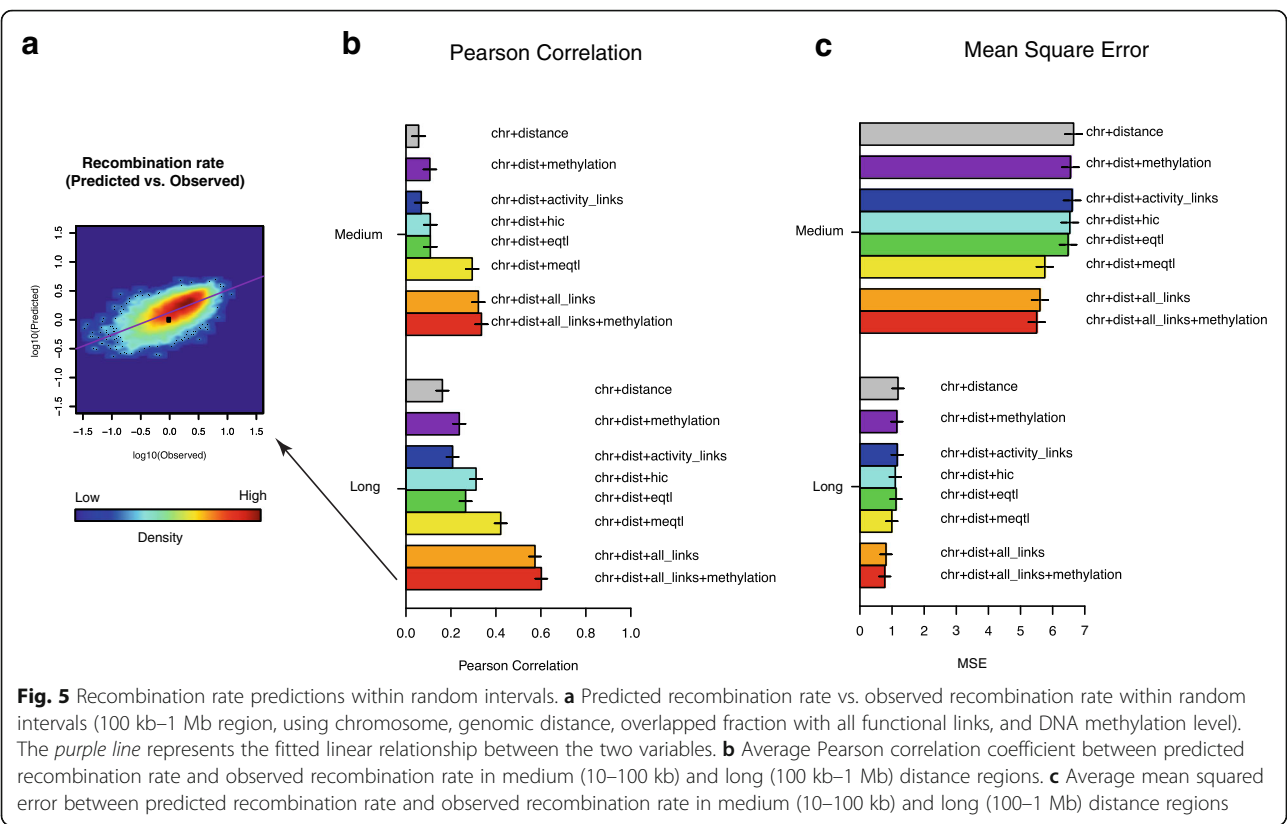 a
Recombination rate
(Predicted vs. Observed)
log10(Predicted)
1.5
1.0
0.5
0.0
−0.5
−1.0
−1.5
−1.5 −1.0 −0.5 0.0 0.5 1.0 1.5
log10(Observed)
Low High
Density
b
Pearson Correlation
Medium
chr+distance
chr+dist+methylation
chr+dist+activity_links
chr+dist+hic
chr+dist+eqtl
chr+dist+meqtl
chr+dist+all_links
chr+dist+all_links+methylation
Long
chr+distance
chr+dist+methylation
chr+dist+activity_links
chr+dist+hic
chr+dist+eqtl
chr+dist+meqtl
chr+dist+all_links
chr+dist+all_links+methylation
0.0 0.2 0.4 0.6 0.8 1.0
Pearson Correlation
c
Mean Square Error
Medium
chr+distance
chr+dist+methylation
chr+dist+activity_links
chr+dist+hic
chr+dist+eqtl
chr+dist+meqtl
chr+dist+all_links
chr+dist+all_links+methylation
Long
chr+distance
chr+dist+methylation
chr+dist+activity_links
chr+dist+hic
chr+dist+eqtl
chr+dist+meqtl
chr+dist+all_links
chr+dist+all_links+methylation
0 1 2 3 4 5 6 7
MSE
Fig. 5 Recombination rate predictions within random intervals. a Predicted recombination rate vs. observed recombination rate within random
intervals (100 kb–1 Mb region, using chromosome, genomic distance, overlapped fraction with all functional links, and DNA methylation level).
The purple line represents the fitted linear relationship between the two variables. b Average Pearson correlation coefficient between predicted
recombination rate and observed recombination rate in medium (10–100 kb) and long (100 kb–1 Mb) distance regions. c Average mean squared
error between predicted recombination rate and observed recombination rate in medium (10–100 kb) and long (100–1 Mb) distance regions